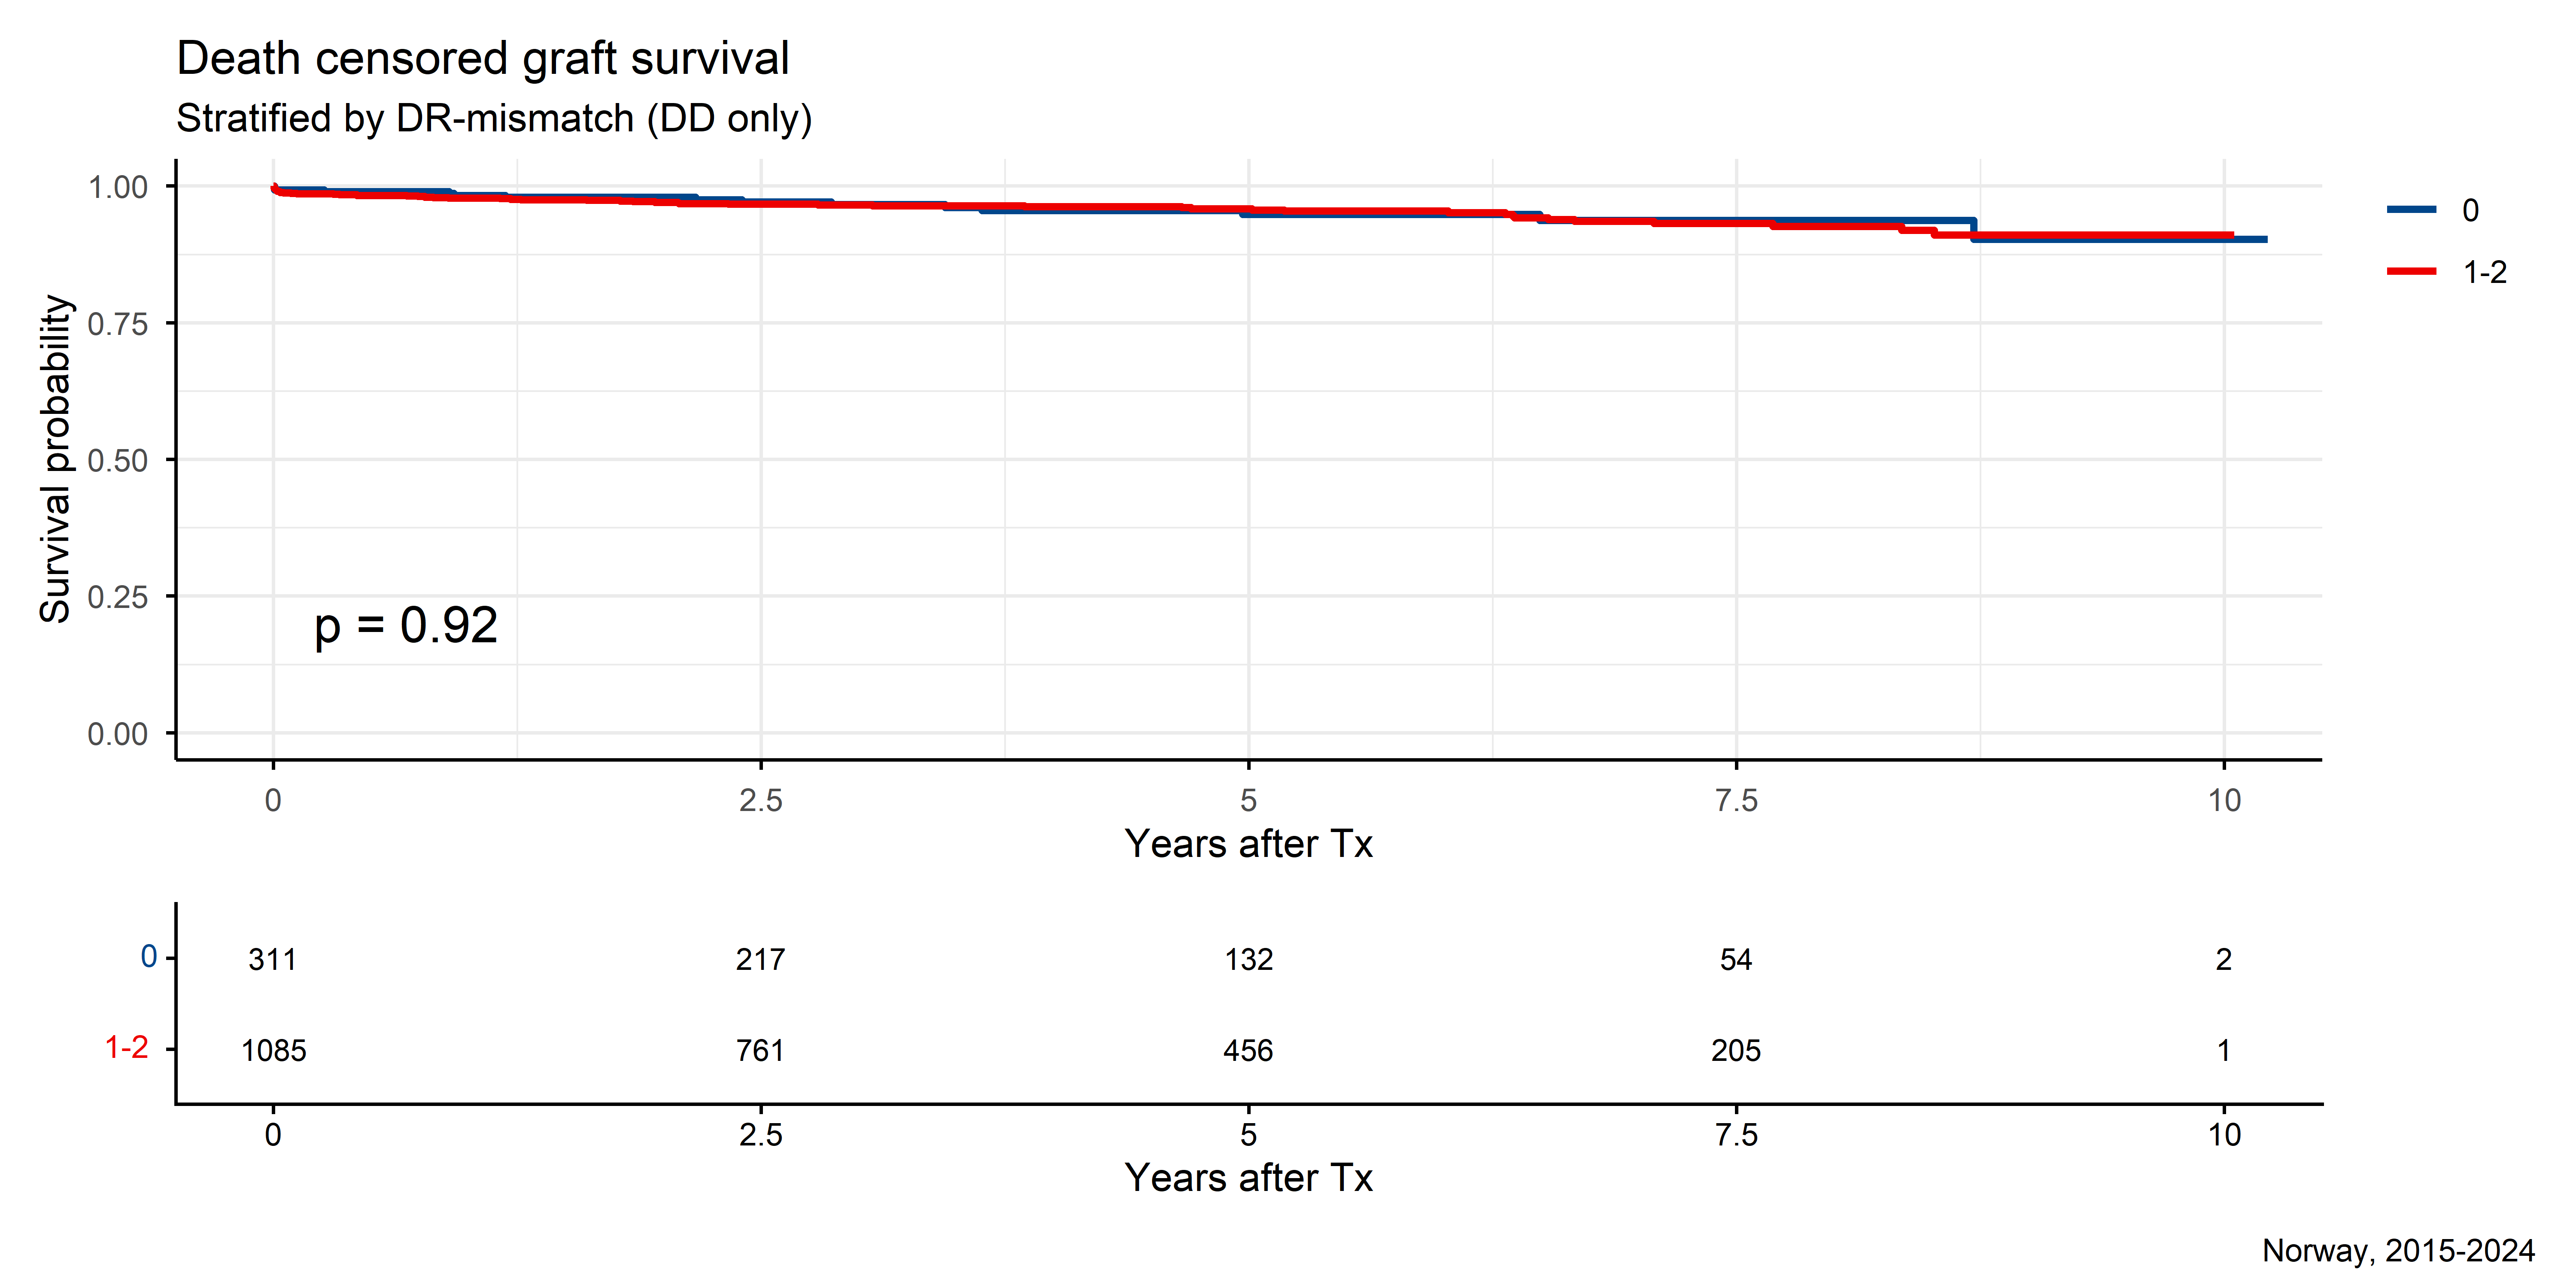 Death censored graft survival
Stratified by DR-mismatch (DD only)
Survival probability
1.00
0.75
0.50
0.25
0.00
p = 0.92
0
1-2
0 2.5 5 7.5 10
Years after Tx
0 311 217 132 54 2
1-2 1085 761 456 205 1
0 2.5 5 7.5 10
Years after Tx
Norway, 2015-2024